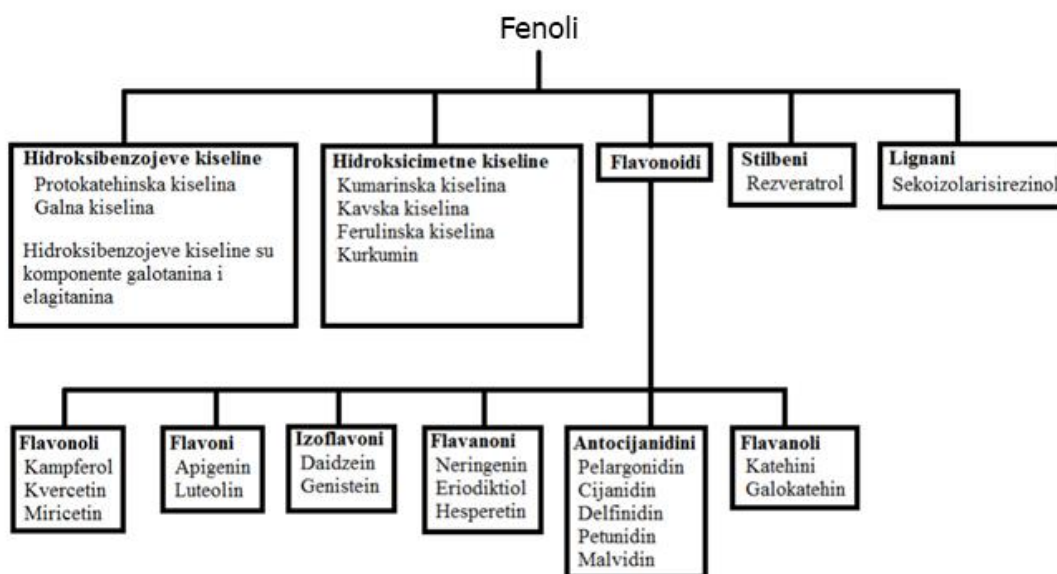 Fenoli
Hidroksibenzojeve kiseline
Protokatehinska kiselina
Galna kiselina
Hidroksibenzojeve kiseline su
komponente galotanina i
elagitanina
Hidroksicimetne kiseline
Kumarinska kiselina
Kavska kiselina
Ferulinska kiselina
Kurkumin
Flavonoidi
Stilbeni
Rezveratrol
Lignani
Sekoizolarisirezinol
Flavonoli
Kampferol
Kvercetin
Miricetin
Flavoni
Apigenin
Luteolin
Izoflavoni
Daidzein
Genistein
Flavanoni
Neringenin
Eriodiktiol
Hesperetin
Antocijanidini
Pelargonidin
Cijanidin
Delfinidin
Petunidin
Malvidin
Flavanoli
Katehini
Galokatehin